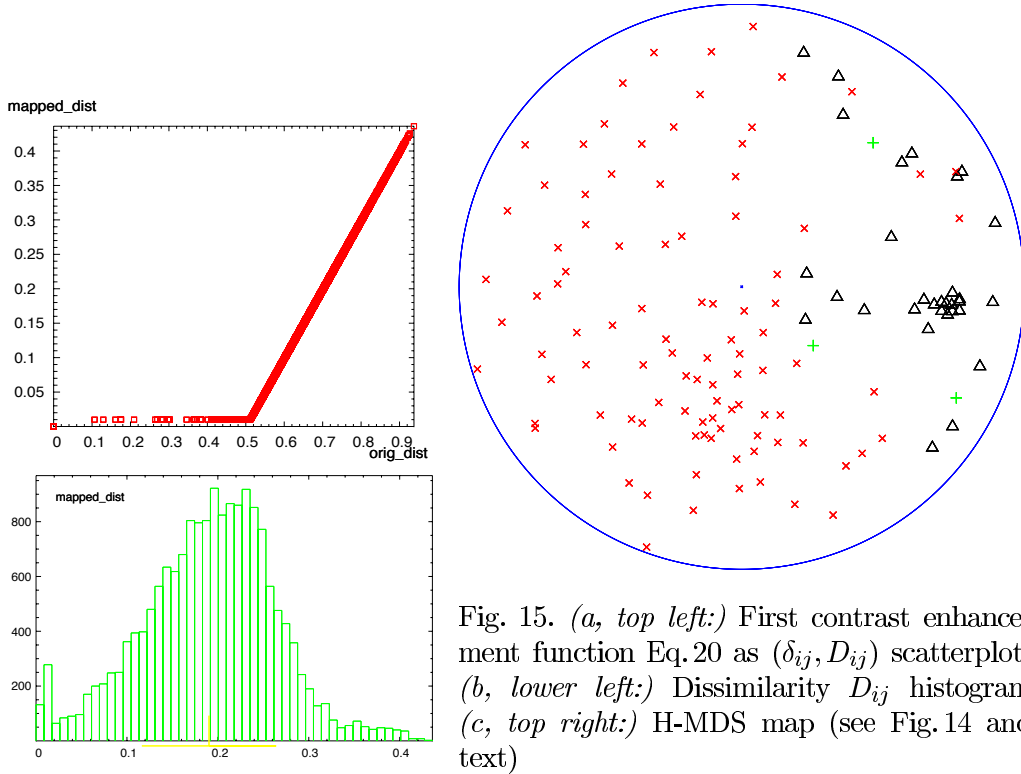 mapped_dist
0.4
0.35
0.3
0.25
0.2
0.15
0.1
0.05
0 0.1 0.2 0.3 0.4 0.5 0.6 0.7 0.8 0.9
orig_dist
mapped_dist
800
600
400
200
0 0.1 0.2 0.3 0.4
Fig. 15. (a, top left:) First contrast enhance
ment function Eq. 20 as (δij, Dij) scatterplot
(b, lower left:) Dissimilarity Dij histogram
(c, top right:) H-MDS map (see Fig. 14 and
text)